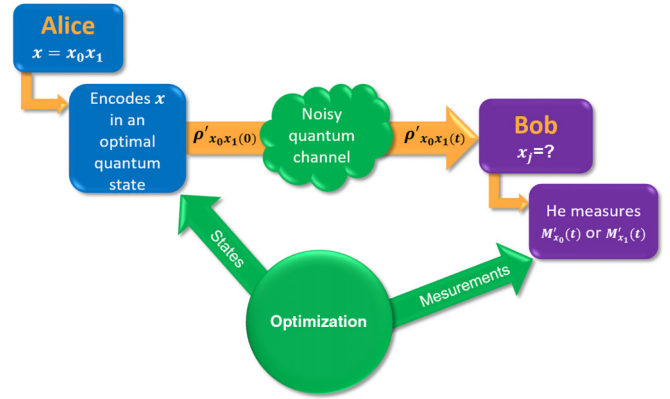 Alice
x = x₀x₁
Encodes x
in an
optimal
quantum
state
ρ′x₀x₁(0)
Noisy
quantum
channel
ρ′x₀x₁(t)
Bob
xⱼ=?
He measures
M′x₀(t) or M′x₁(t)
States
Mesurements
Optimization